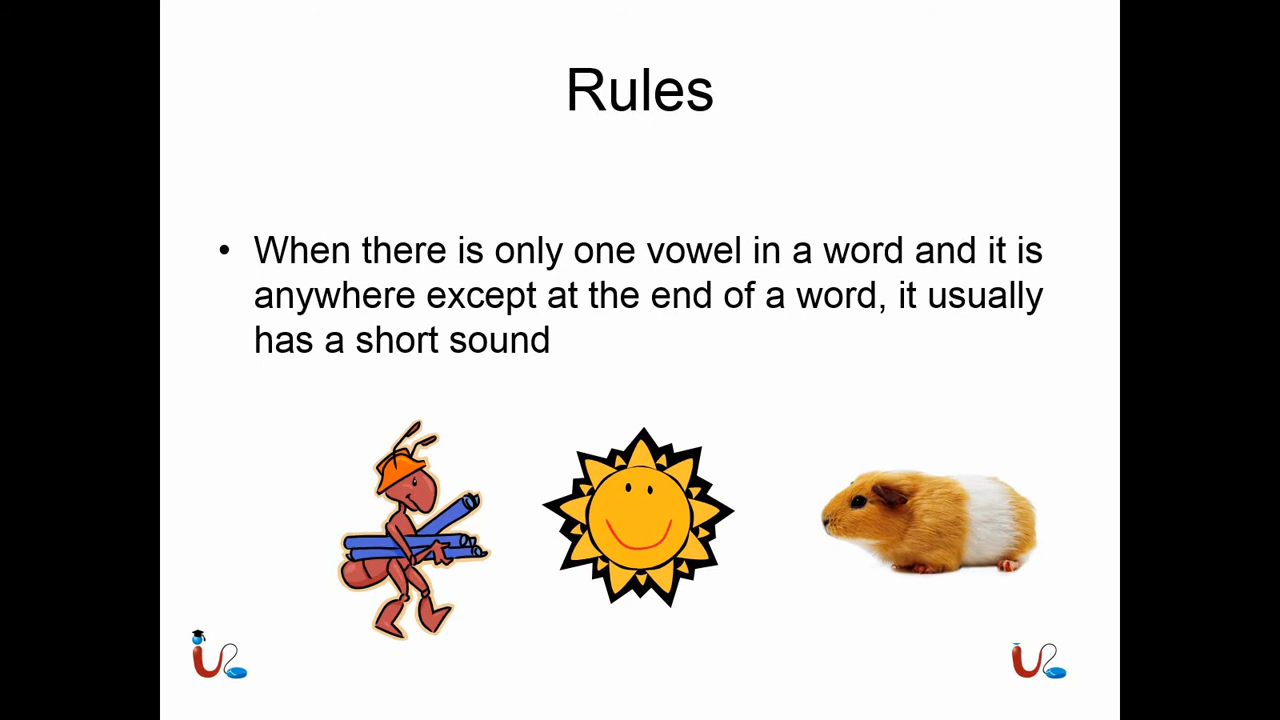 Rules
• When there is only one vowel in a word and it is
anywhere except at the end of a word, it usually
has a short sound